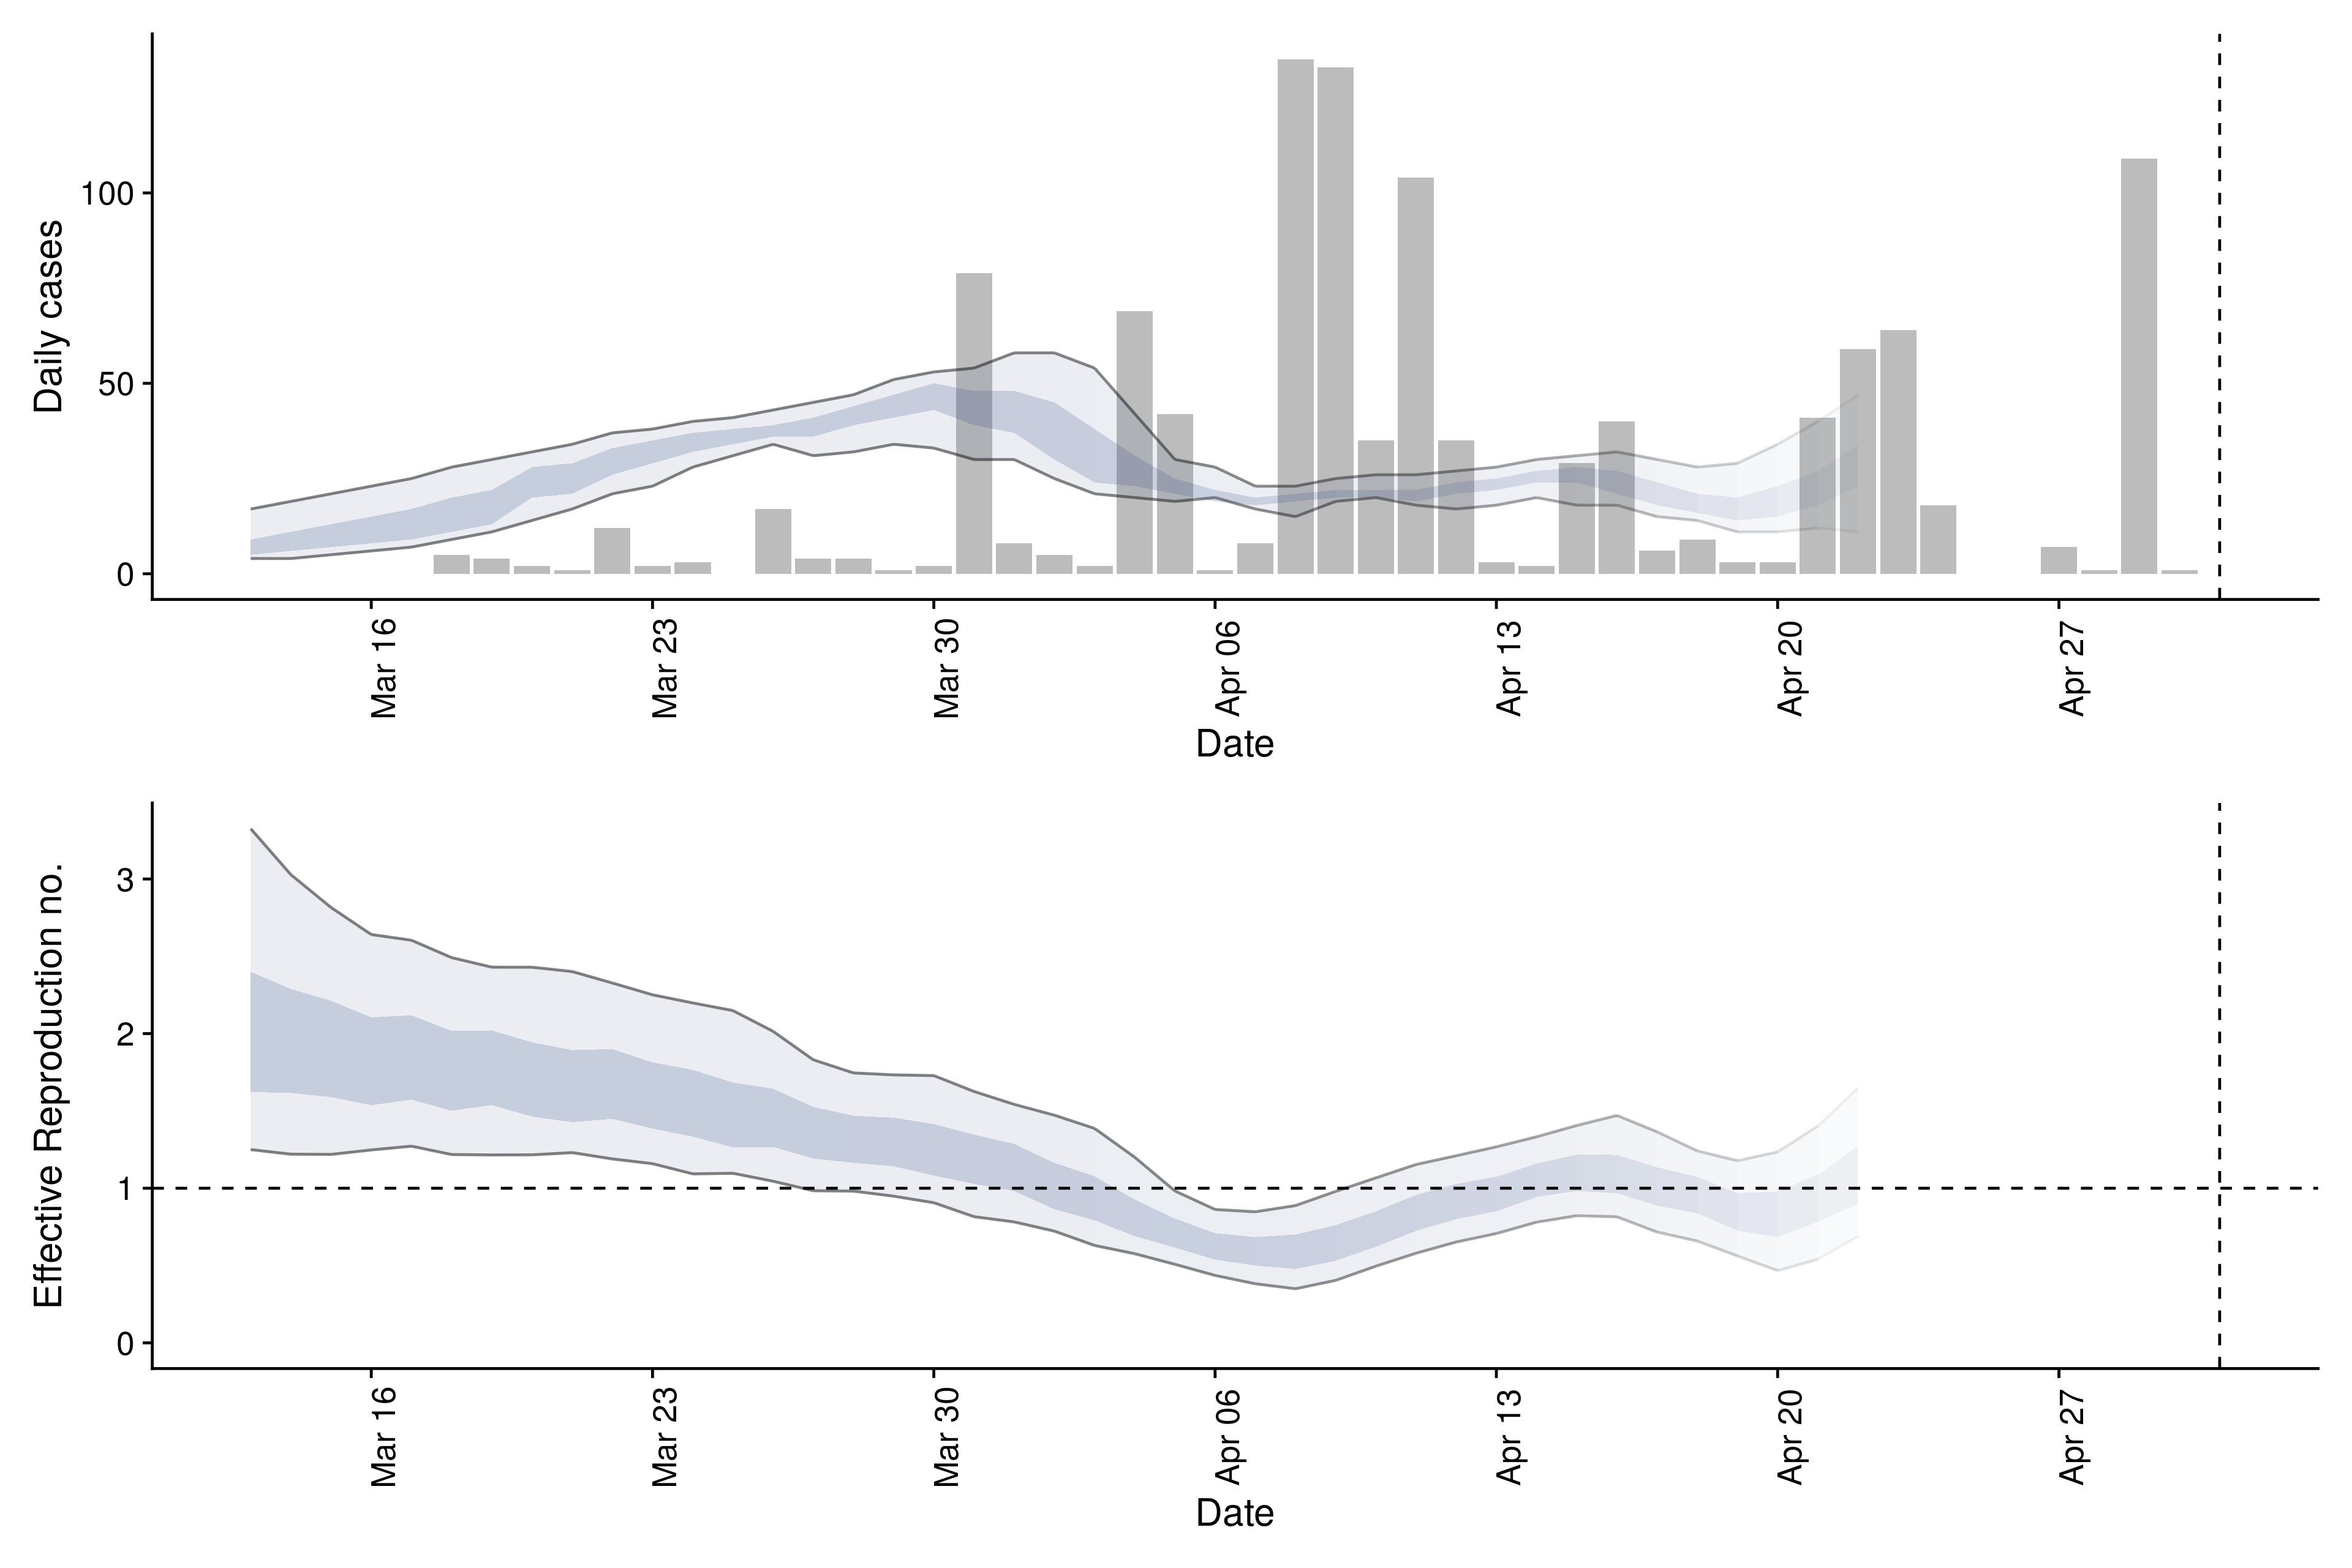 Daily cases
100
50
0
Mar 16
Mar 23
Mar 30
Apr 06
Apr 13
Apr 20
Apr 27
Date
Effective Reproduction no.
3
2
1
0
Mar 16
Mar 23
Mar 30
Apr 06
Apr 13
Apr 20
Apr 27
Date